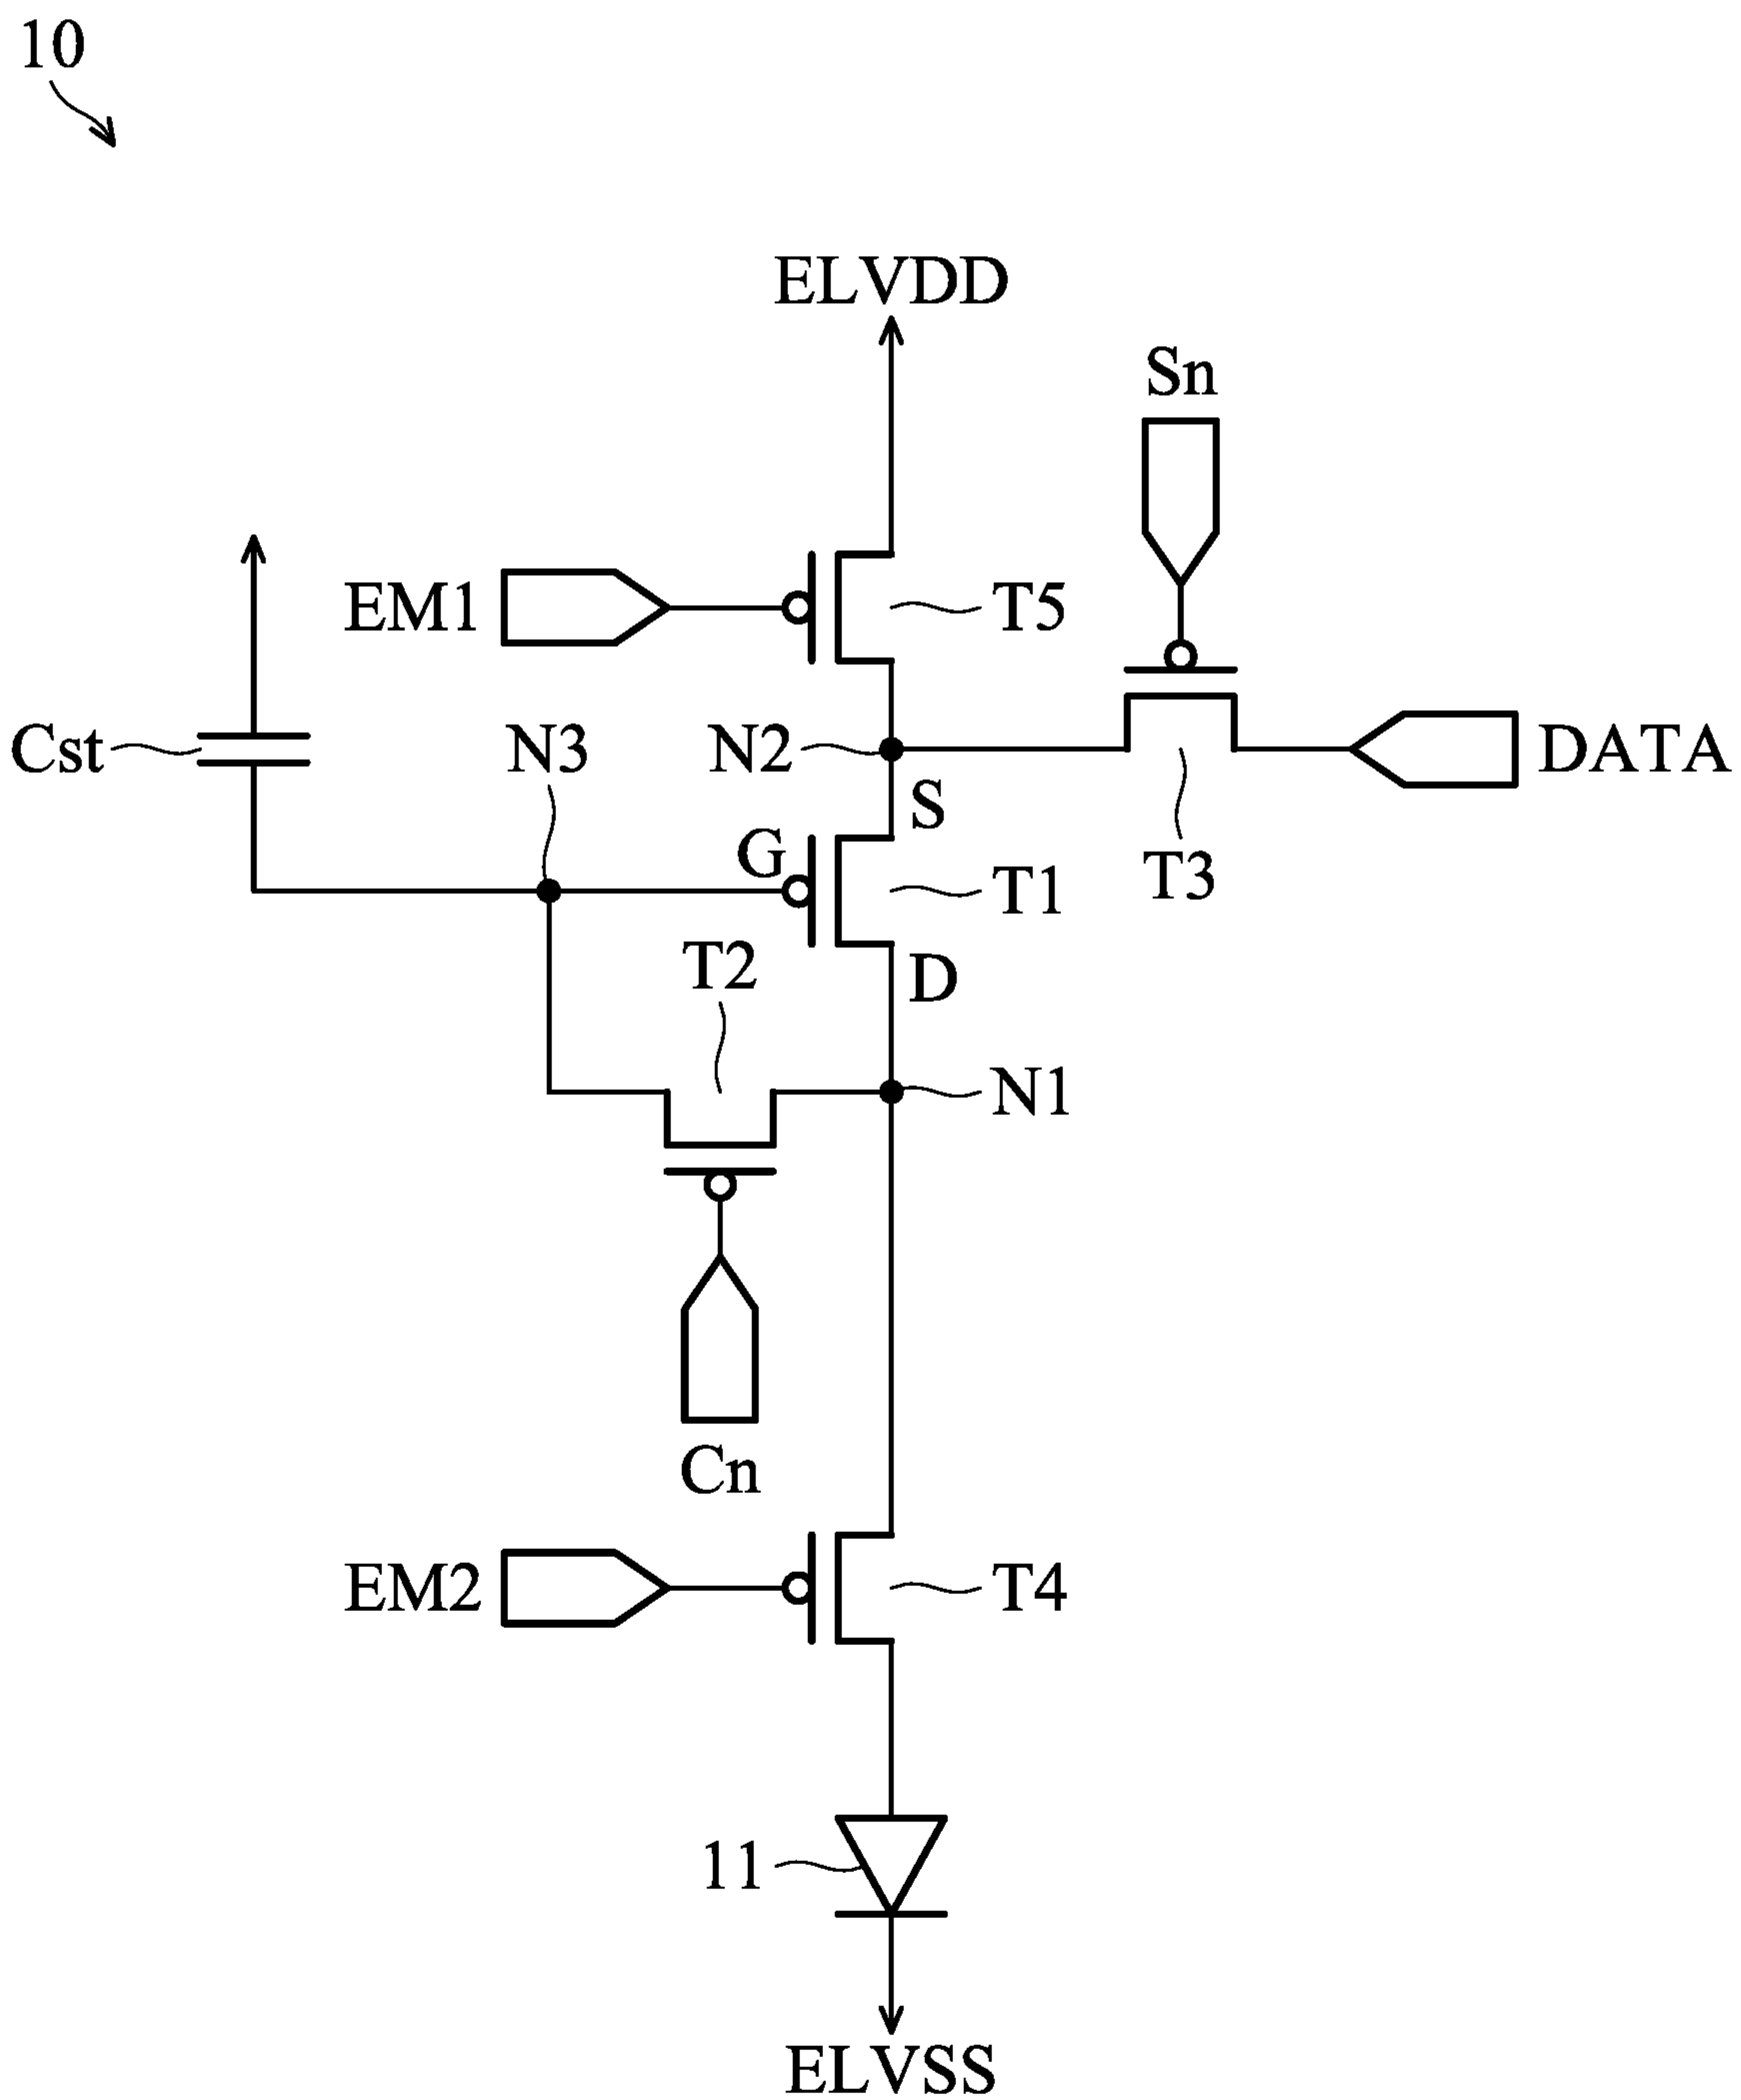 10
ELVDD
Sn
EM1
T5
Cst
N3
N2
DATA
S
G
T1
T3
T2
D
N1
Cn
EM2
T4
11
ELVSS